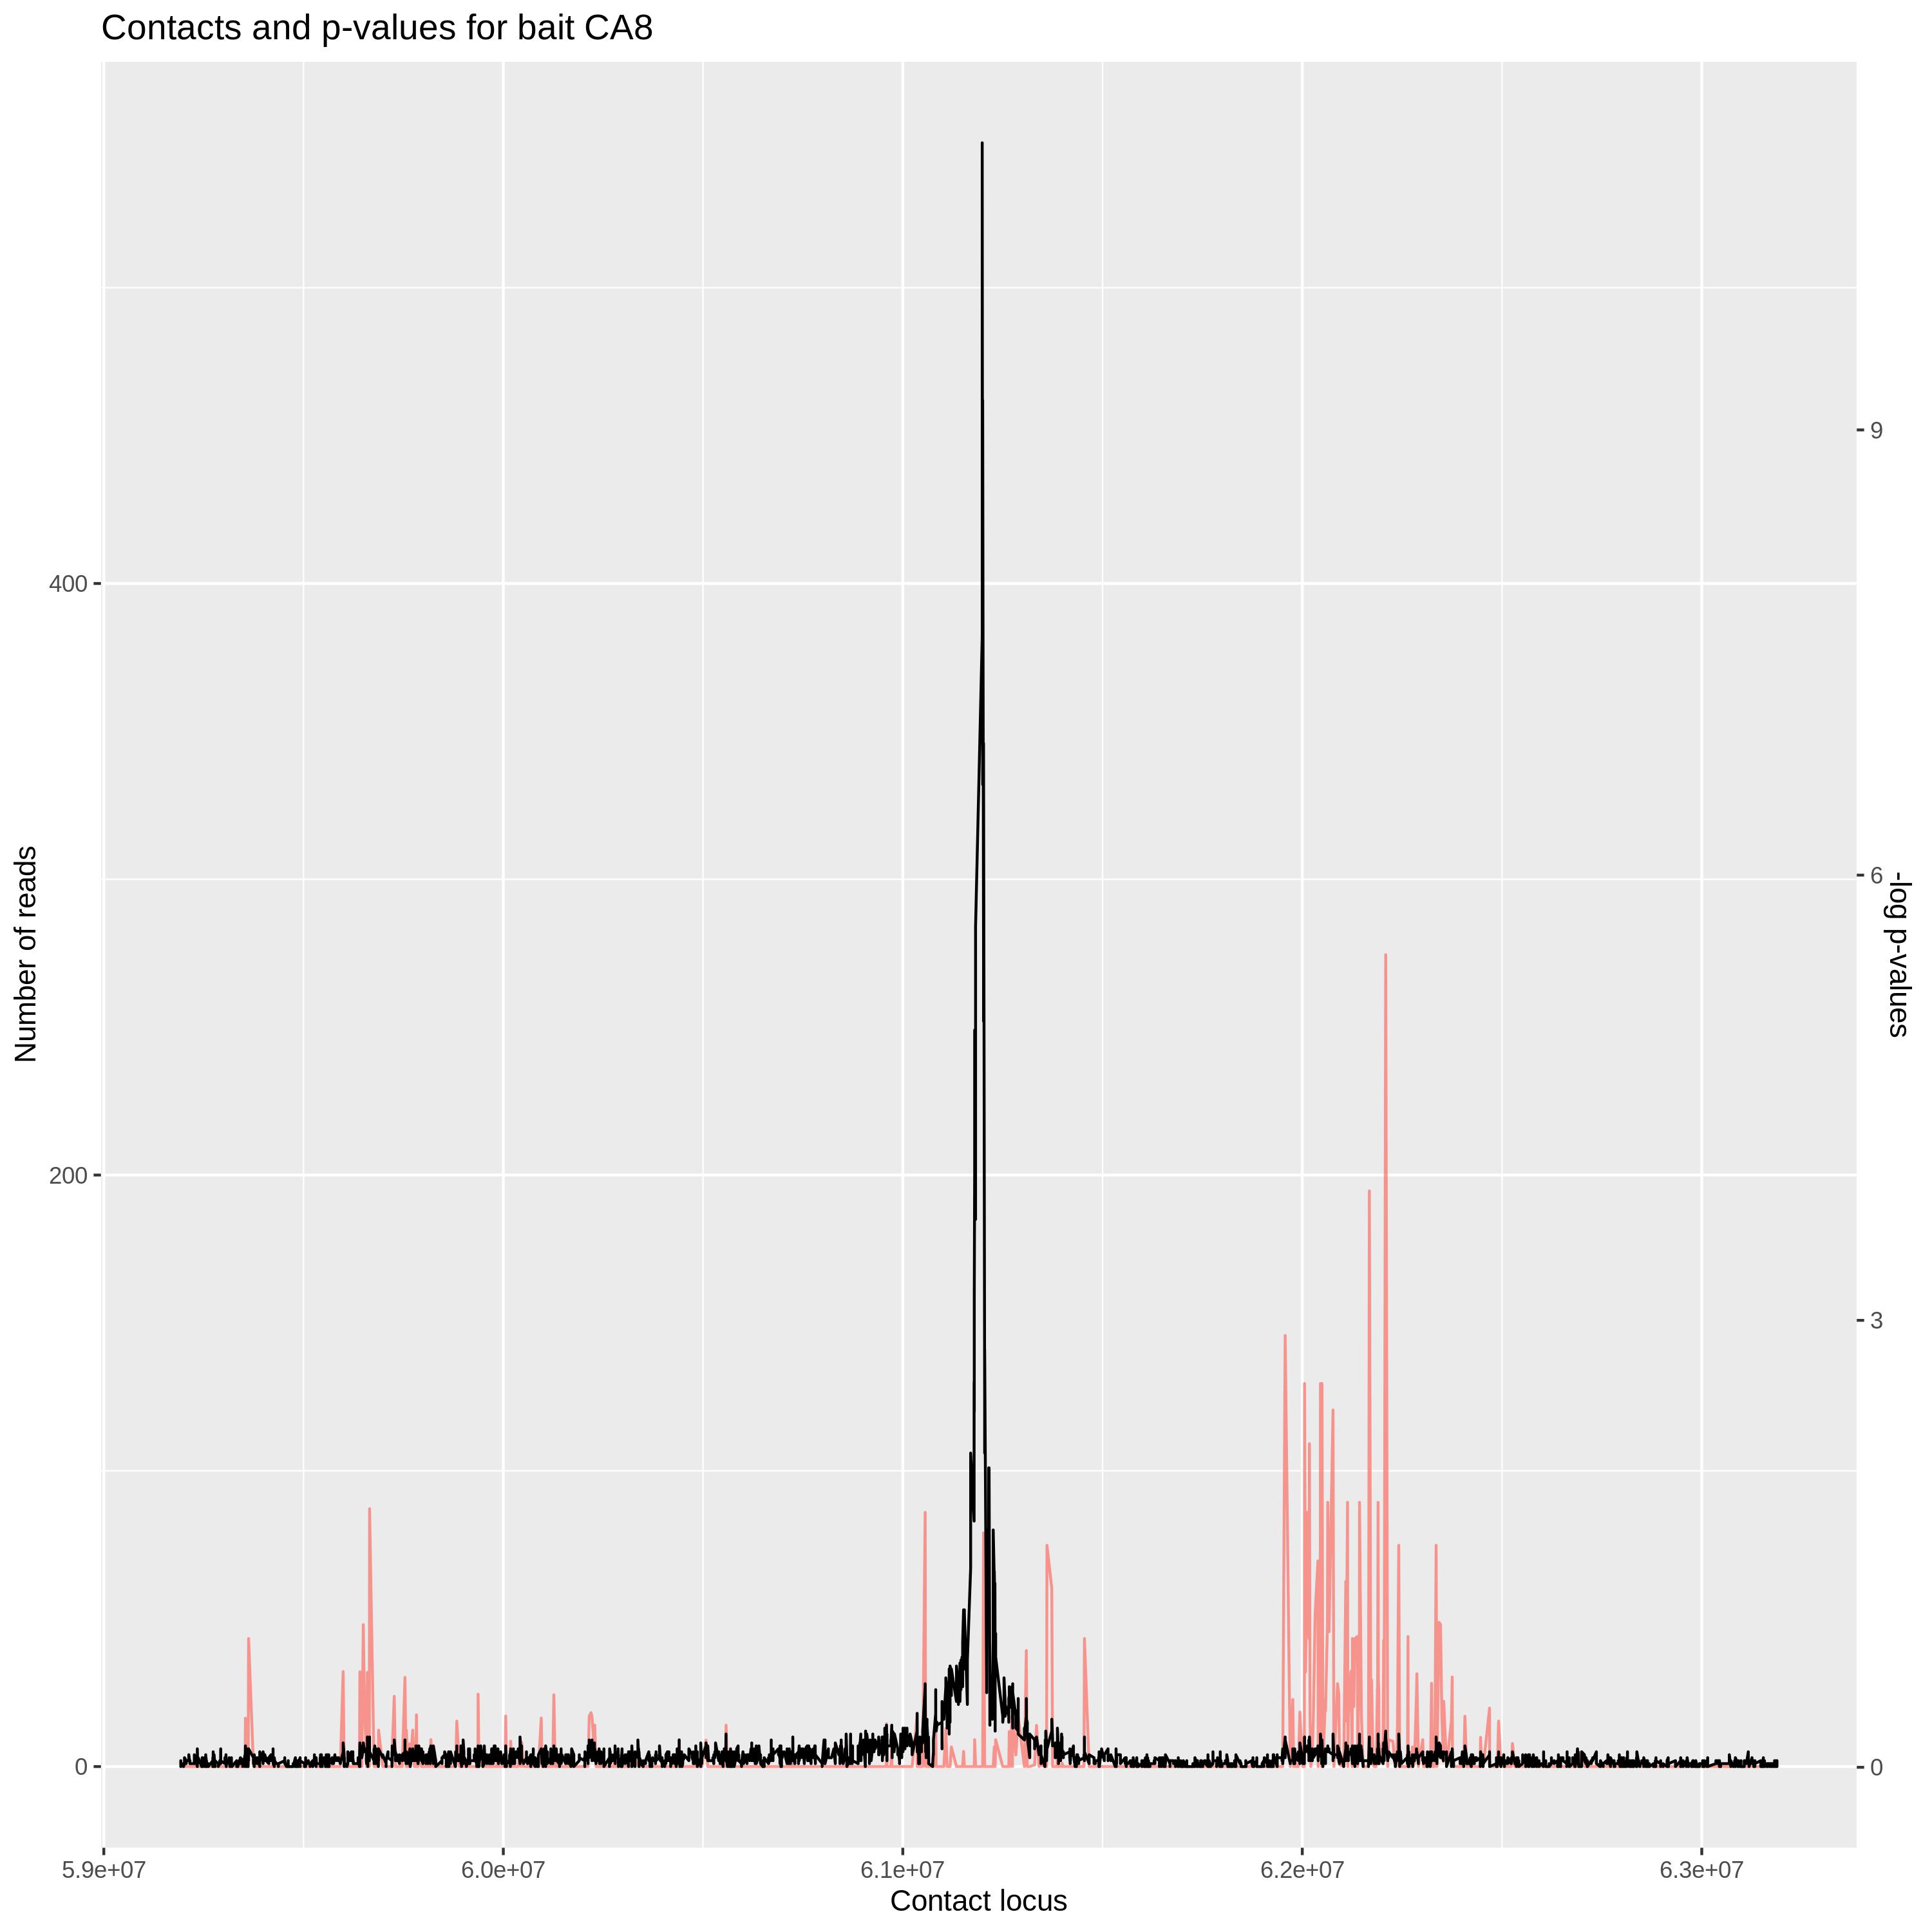 Contacts and p-values for bait CA8
Number of reads
400
200
0
9
6
3
0
-log p-values
5.9e+07 6.0e+07 6.1e+07 6.2e+07 6.3e+07
Contact locus